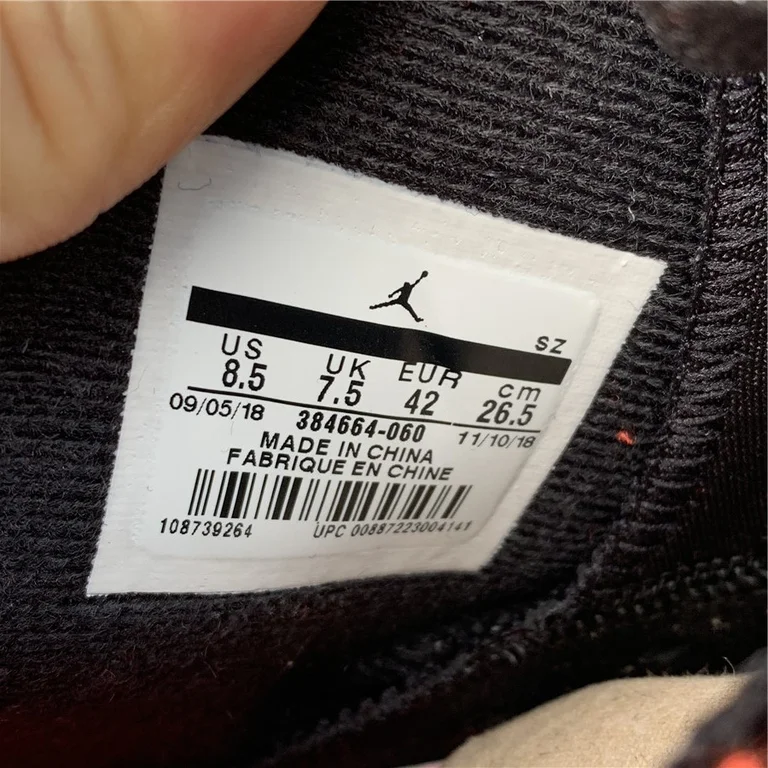 SZ
US UK EUR cm
8.5 7.5 42 26.5
09/05/18 384664-060 11/10/18
MADE IN CHINA
FABRIQUE EN CHINE
108739264 UPC 00887223004141